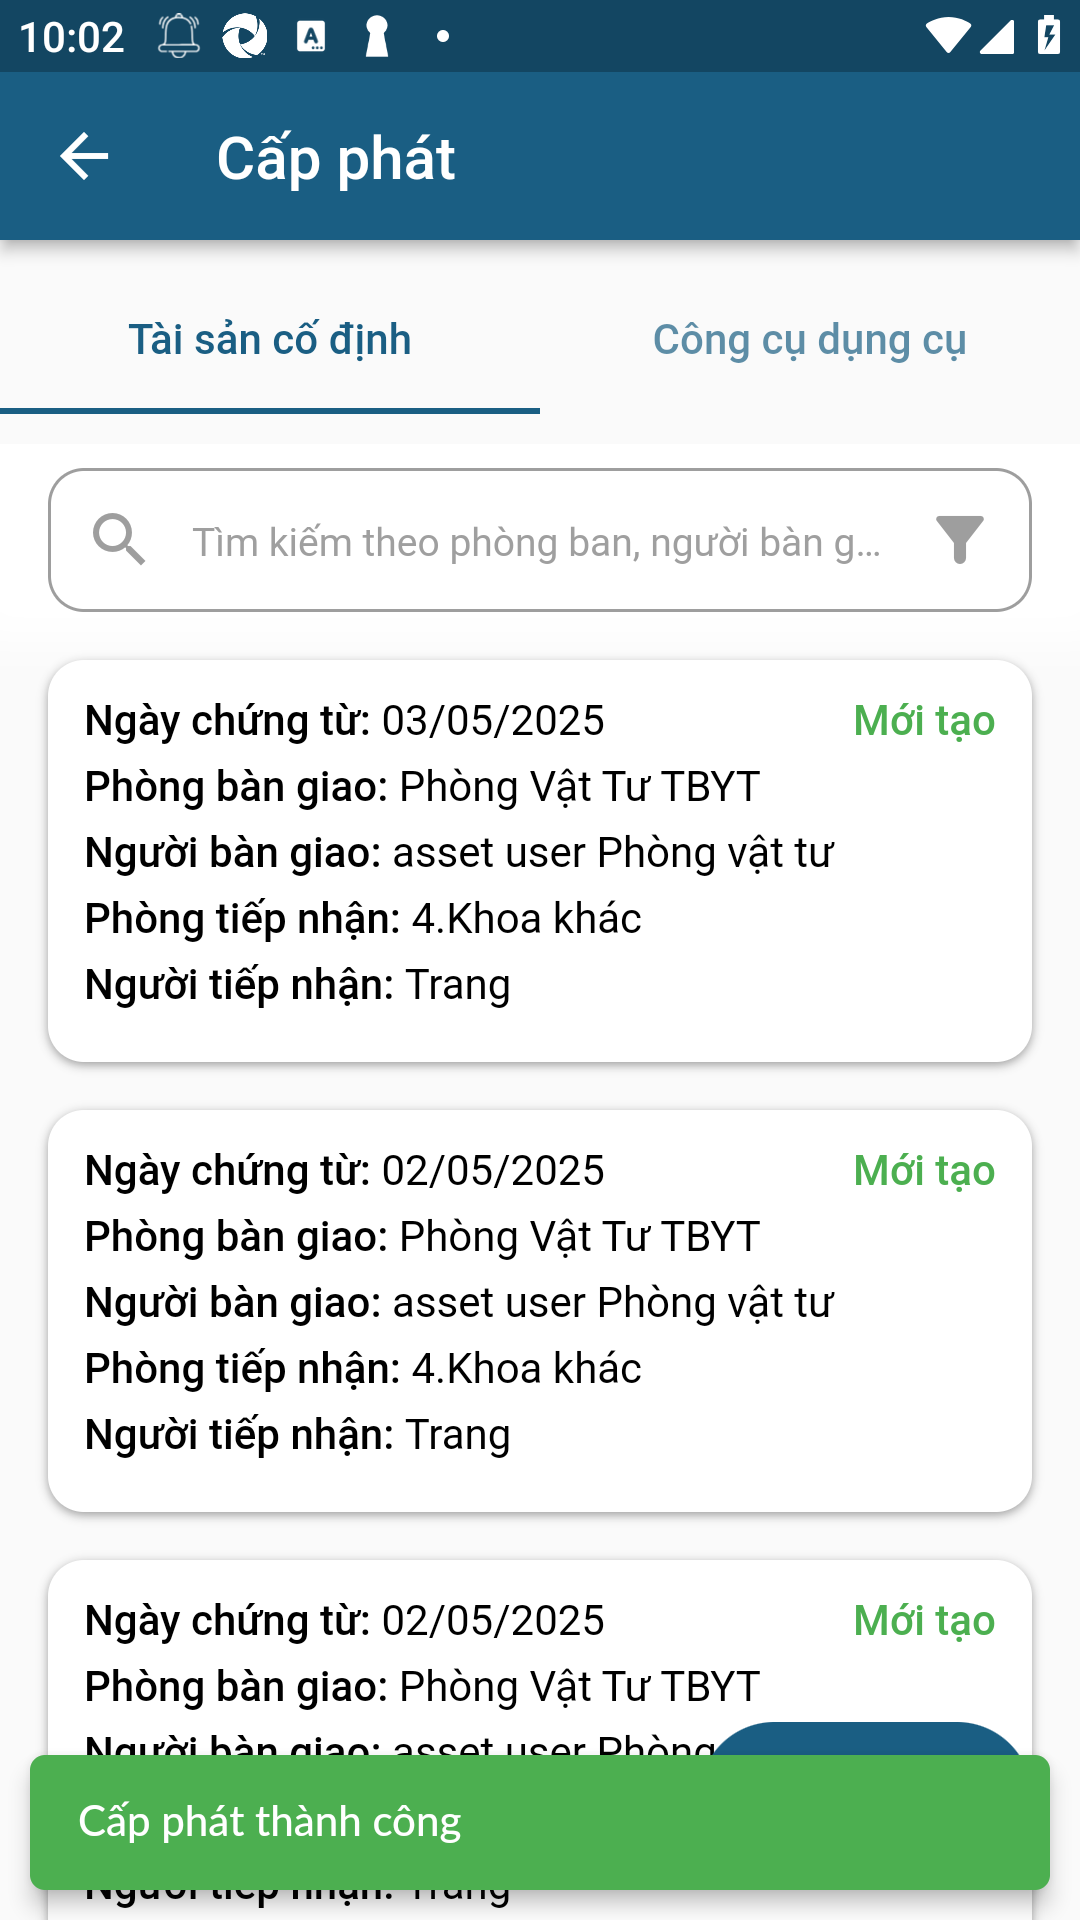 10:02
Cấp phát
Tài sản cố định
Công cụ dụng cụ
Tìm kiếm theo phòng ban, người bàn g...
Ngày chứng từ: 03/05/2025 Mới tạo
Phòng bàn giao: Phòng Vật Tư TBYT
Người bàn giao: asset user Phòng vật tư
Phòng tiếp nhận: 4.Khoa khác
Người tiếp nhận: Trang
Ngày chứng từ: 02/05/2025 Mới tạo
Phòng bàn giao: Phòng Vật Tư TBYT
Người bàn giao: asset user Phòng vật tư
Phòng tiếp nhận: 4.Khoa khác
Người tiếp nhận: Trang
Ngày chứng từ: 02/05/2025 Mới tạo
Phòng bàn giao: Phòng Vật Tư TBYT
Người bàn giao: asset user Phòng
Cấp phát thành công
Người tiếp nhận: Trang